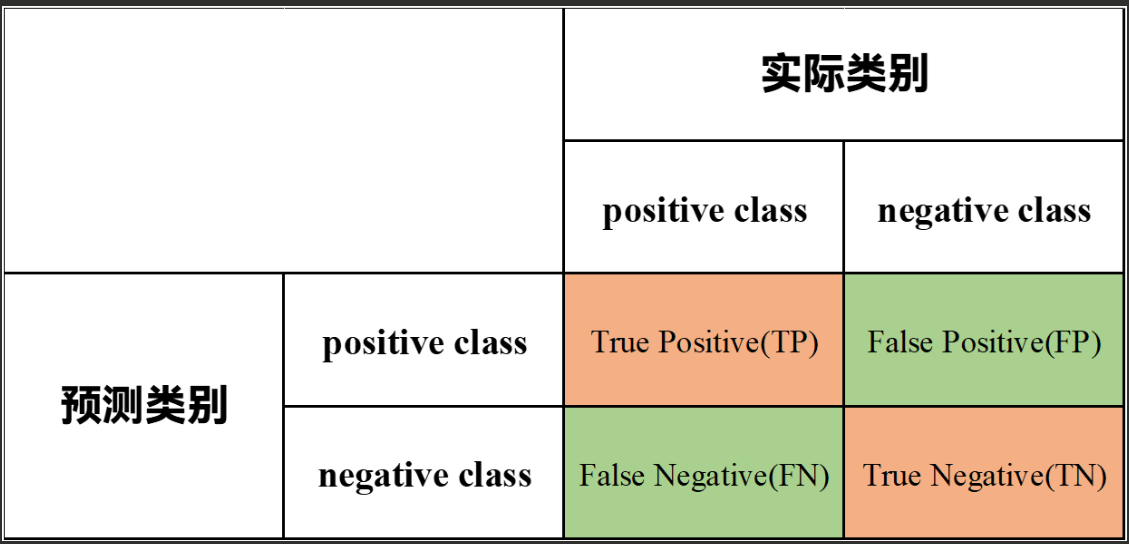 实际类别
positive class
negative class
positive class
True Positive(TP)
False Positive(FP)
预测类别
negative class
False Negative(FN)
True Negative(TN)